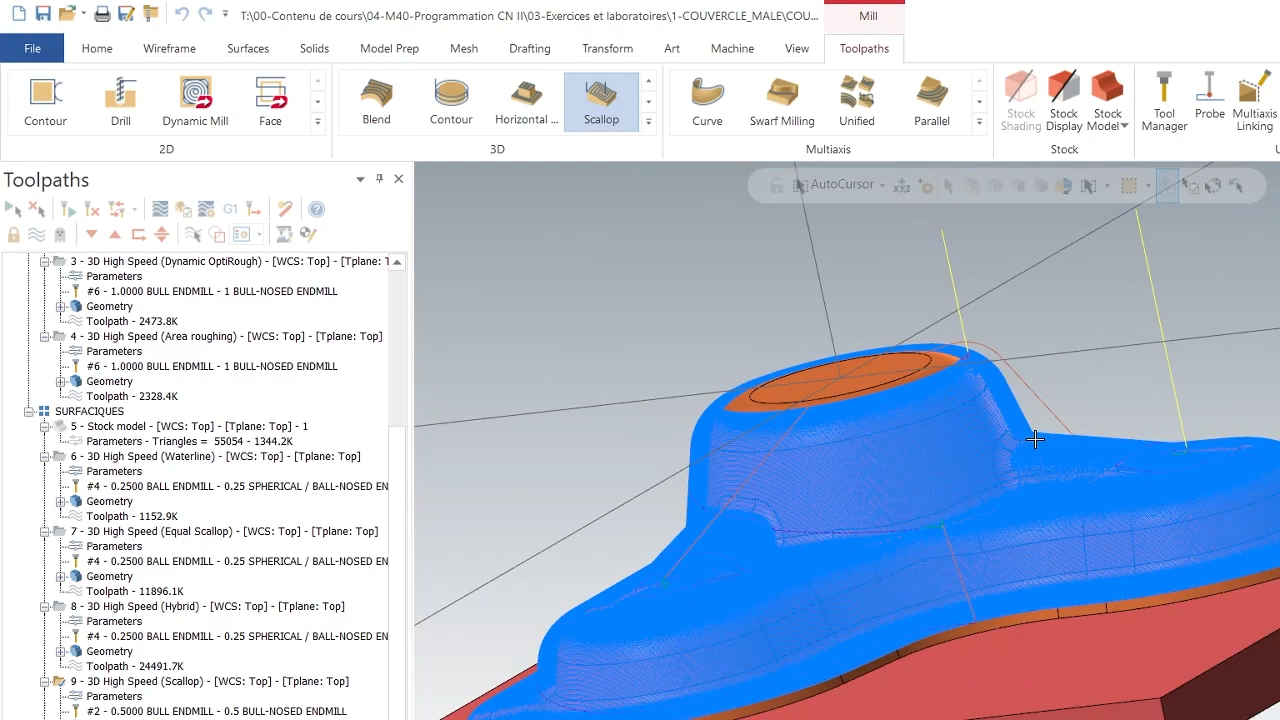 T:\00-Contenu de cours\04-M40-Programmation CN II\03-Exercices et laboratoires\1-COUVERCLE_MALE\COU... Mill
File Home Wireframe Surfaces Solids Model Prep Mesh Drafting Transform Art Machine View Toolpaths
Contour Drill Dynamic Mill Face Blend Contour Horizontal ... Scallop Curve Swarf Milling Unified Parallel Stock Shading Stock Display Stock Model Tool Manager Probe Multiaxis Linking
2D 3D Multiaxis Stock
Toolpaths
AutoCursor
G1
3 - 3D High Speed (Dynamic OptiRough) - [WCS: Top] - [Tplane:
Parameters
#6 - 1.0000 BULL ENDMILL - 1 BULL-NOSED ENDMILL
Geometry
Toolpath - 2473.8K
4 - 3D High Speed (Area roughing) - [WCS: Top] - [Tplane: Top]
Parameters
#6 - 1.0000 BULL ENDMILL - 1 BULL-NOSED ENDMILL
Geometry
Toolpath - 2328.4K
SURFACIQUES
5 - Stock model - [WCS: Top] - [Tplane: Top] - 1
Parameters - Triangles = 55054 - 1344.2K
6 - 3D High Speed (Waterline) - [WCS: Top] - [Tplane: Top]
Parameters
#4 - 0.2500 BALL ENDMILL - 0.25 SPHERICAL / BALL-NOSED EN
Geometry
Toolpath - 1152.9K
7 - 3D High Speed (Equal Scallop) - [WCS: Top] - [Tplane: Top]
Parameters
#4 - 0.2500 BALL ENDMILL - 0.25 SPHERICAL / BALL-NOSED EN
Geometry
Toolpath - 11896.1K
8 - 3D High Speed (Hybrid) - [WCS: Top] - [Tplane: Top]
Parameters
#4 - 0.2500 BALL ENDMILL - 0.25 SPHERICAL / BALL-NOSED EN
Geometry
Toolpath - 24491.7K
9 - 3D High Speed (Scallop) - [WCS: Top] - [Tplane: Top]
Parameters
#2 - 0.5000 BULL ENDMILL - 0.5 BULL-NOSED ENDMILL